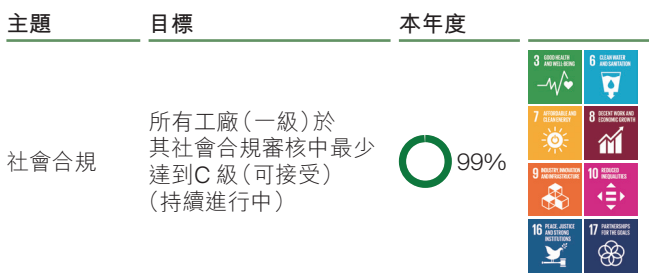 主題 目標 本年度
社會合規
所有工廠（一級）於
其社會合規審核中最少
達到C 級（可接受）
（持續進行中）
99%
3 GOOD HEALTH AND WELL-BEING
6 CLEAN WATER AND SANITATION
7 AFFORDABLE AND CLEAN ENERGY
8 DECENT WORK AND ECONOMIC GROWTH
9 INDUSTRY, INNOVATION AND INFRASTRUCTURE
10 REDUCED INEQUALITIES
16 PEACE, JUSTICE AND STRONG INSTITUTIONS
17 PARTNERSHIPS FOR THE GOALS